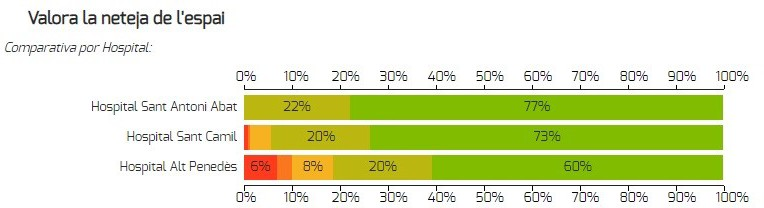 Valora la neteja de l'espai
Comparativa por Hospital:
0% 10% 20% 30% 40% 50% 60% 70% 80% 90% 100%
Hospital Sant Antoni Abat 22% 77%
Hospital Sant Camil 20% 73%
Hospital Alt Penedès 6% 8% 20% 60%
0% 10% 20% 30% 40% 50% 60% 70% 80% 90% 100%